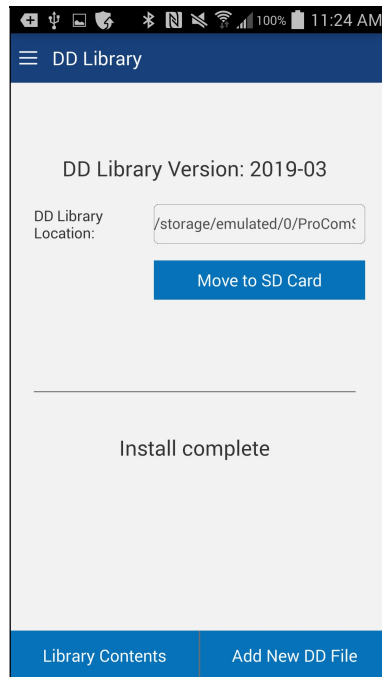 100% 11:24 AM
DD Library
DD Library Version: 2019-03
DD Library
Location:
/storage/emulated/0/ProComS
Move to SD Card
Install complete
Library Contents
Add New DD File